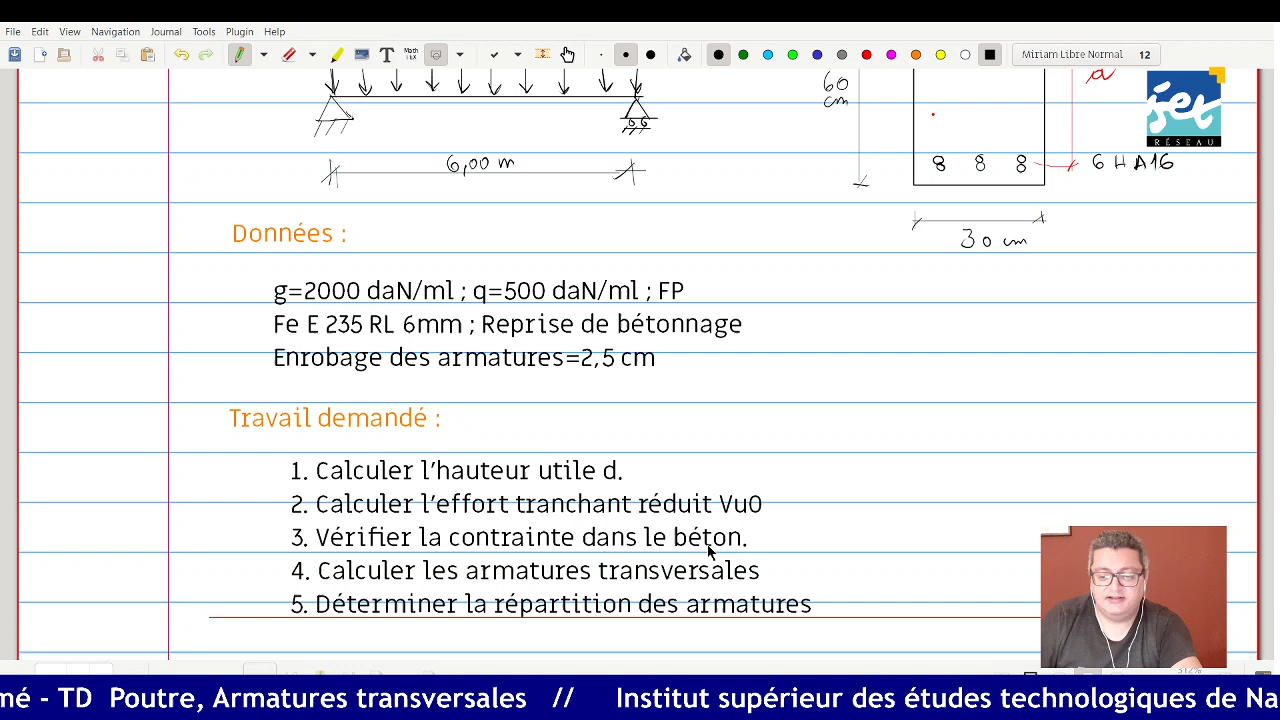 File Edit View Navigation Journal Tools Help
Miriam Libre Normal 12
60
cm
d
iset
RÉSEAU
6,00 m
6 HA16
30 cm
Données :
g=2000 daN/ml ; q=500 daN/ml ; FP
Fe E 235 RL 6mm ; Reprise de bétonnage
Enrobage des armatures=2,5 cm
Travail demandé :
1. Calculer l'hauteur utile d.
2. Calculer l'effort tranchant réduit Vu0
3. Vérifier la contrainte dans le béton.
4. Calculer les armatures transversales
5. Déterminer la répartition des armatures
mé - TD Poutre, Armatures transversales // Institut supérieur des études technologiques de Na